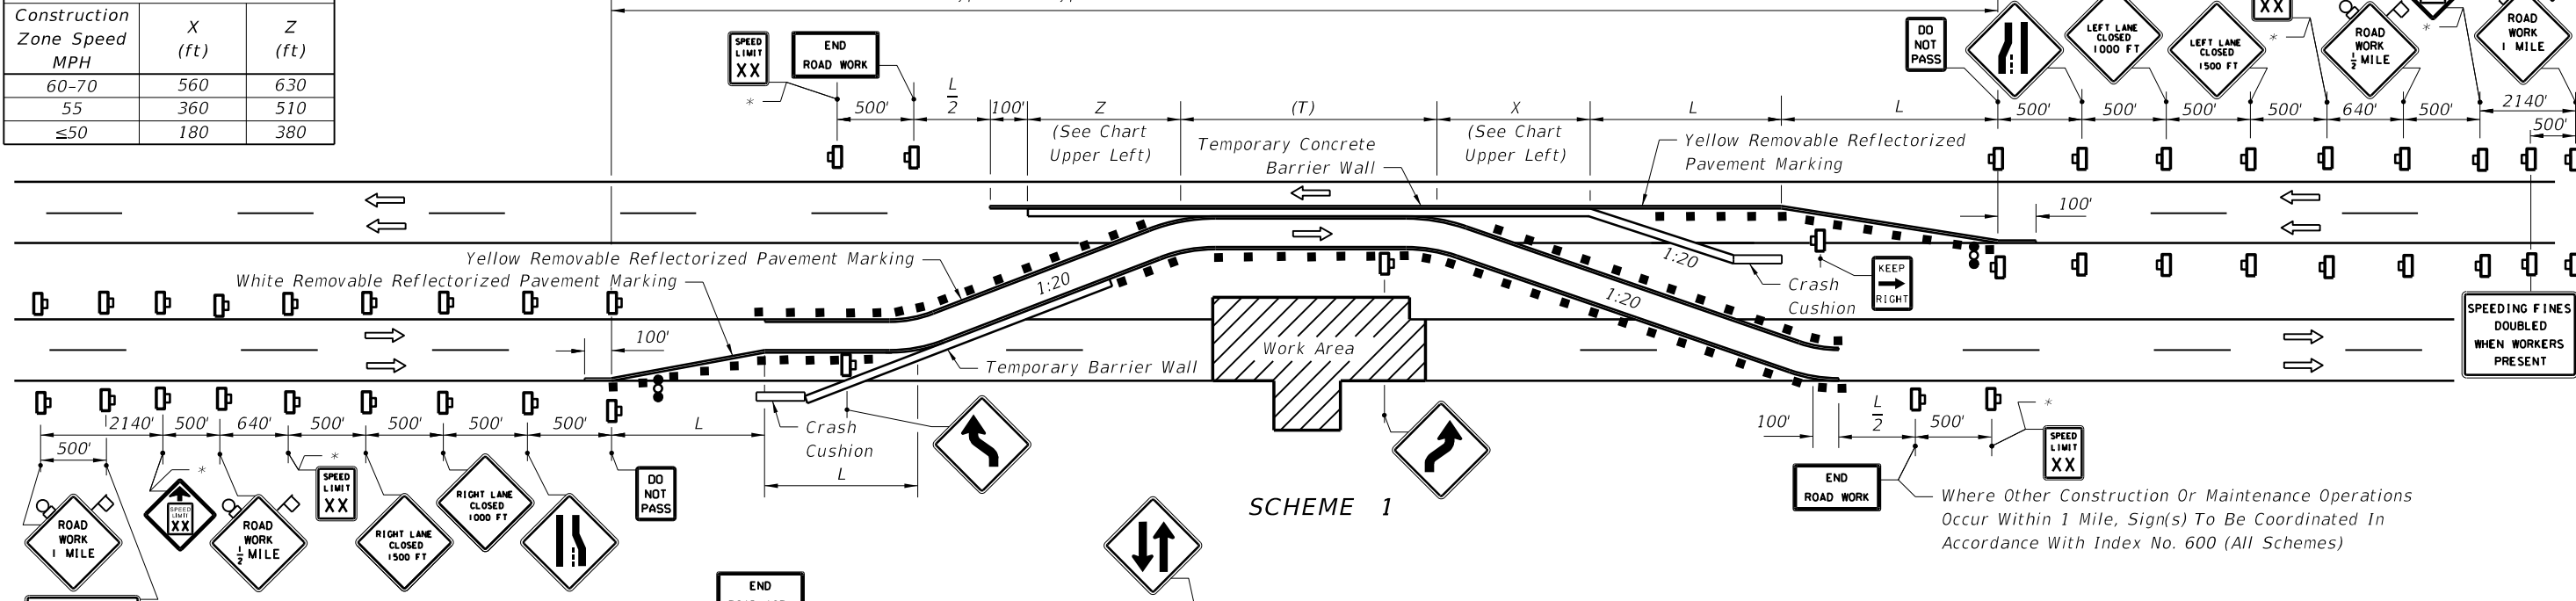 Construction
Zone Speed
MPH
X
(ft)
Z
(ft)
60-70 560 630
55 360 510
≤50 180 380
SPEED
LIMIT
XX
END
ROAD WORK
*
500'
L
2
100'
Z
(See Chart
Upper Left)
(T)
X
(See Chart
Upper Left)
L
L
Temporary Concrete
Barrier Wall
Yellow Removable Reflectorized
Pavement Marking
DO
NOT
PASS
LEFT LANE
CLOSED
1000 FT
LEFT LANE
CLOSED
1500 FT
XX
*
ROAD
WORK
1/2 MILE
*
ROAD
WORK
1 MILE
500'
500'
500'
500'
640'
500'
2140'
500'
100'
Yellow Removable Reflectorized Pavement Marking
White Removable Reflectorized Pavement Marking
1:20
1:20
1:20
Crash
Cushion
KEEP
RIGHT
SPEEDING FINES
DOUBLED
WHEN WORKERS
PRESENT
100'
Work Area
Temporary Barrier Wall
2140'
500'
640'
500'
500'
500'
500'
L
500'
Crash
Cushion
L
*
SPEED
LIMIT
XX
*
SPEED
LIMIT
XX
ROAD
WORK
1 MILE
ROAD
WORK
1/2 MILE
RIGHT LANE
CLOSED
1500 FT
RIGHT LANE
CLOSED
1000 FT
DO
NOT
PASS
SCHEME 1
100'
L
2
500'
*
SPEED
LIMIT
XX
END
ROAD WORK
Where Other Construction Or Maintenance Operations
Occur Within 1 Mile, Sign(s) To Be Coordinated In
Accordance With Index No. 600 (All Schemes)
END